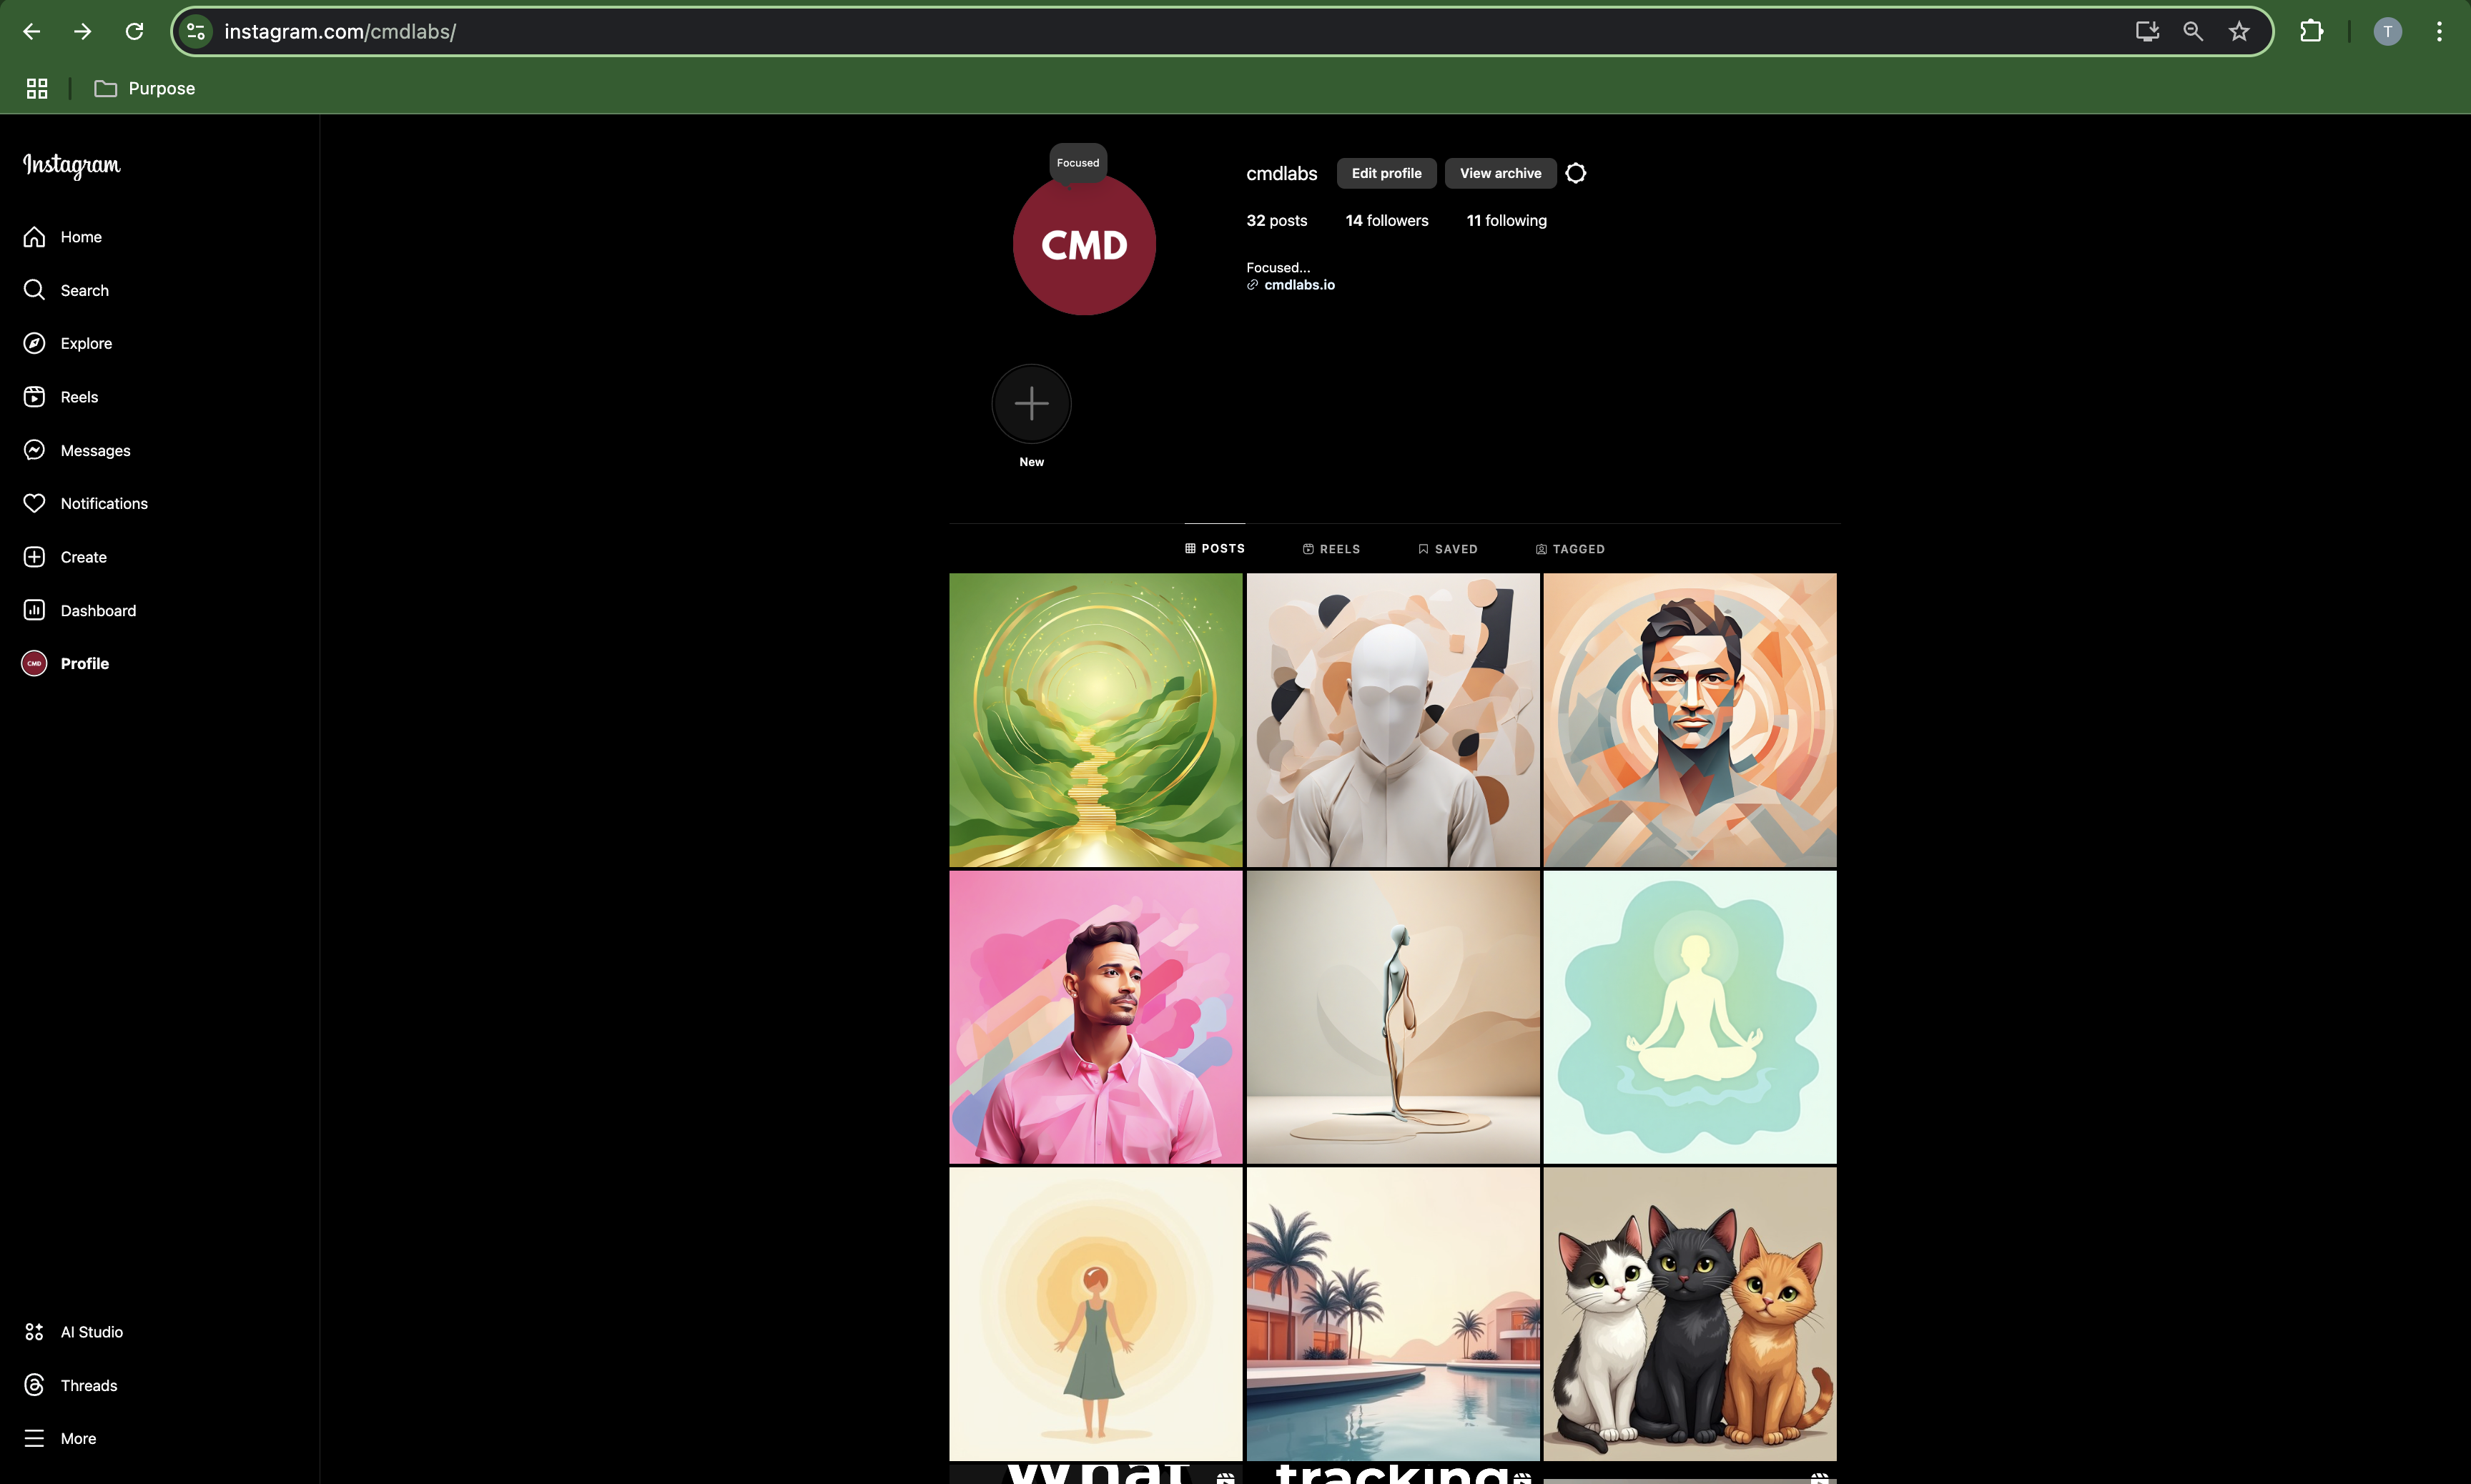 instagram.com/cmdlabs/
T
Purpose
Instagram
Home
Search
Explore
Reels
Messages
Notifications
Create
Dashboard
CMD
Profile
AI Studio
Threads
More
Focused
CMD
cmdlabs Edit profile View archive
32 posts 14 followers 11 following
Focused...
cmdlabs.io
New
POSTS REELS SAVED TAGGED
What tracking